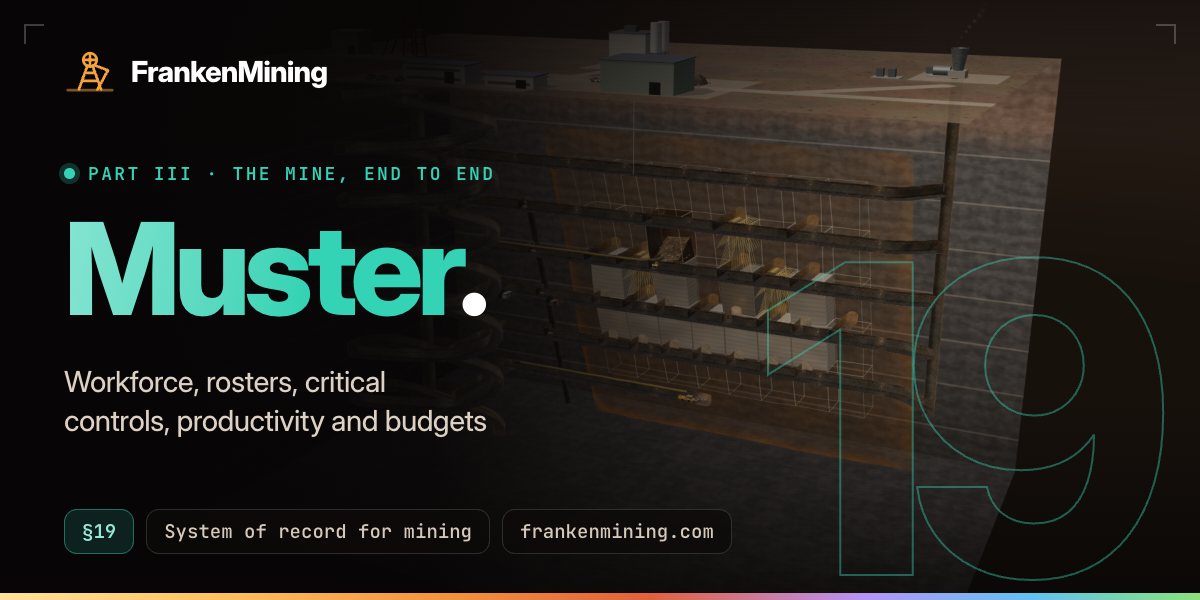 FrankenMining
PART III · THE MINE, END TO END
Muster.
Workforce, rosters, critical
controls, productivity and budgets
§19
System of record for mining
frankenmining.com
19